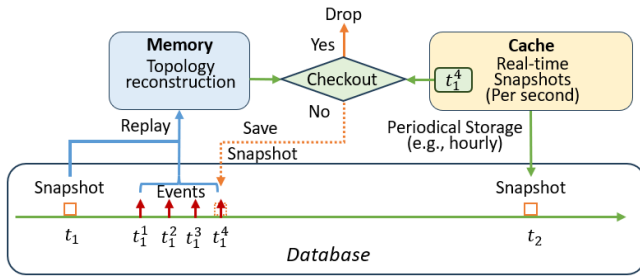 Drop
Memory
Topology
reconstruction
Yes
Checkout
No
Cache
Real-time
Snapshots
(Per second)
t₁⁴
Replay
Save
Snapshot
Periodical Storage
(e.g., hourly)
Snapshot
Events
Snapshot
t₁
t₁¹
t₁²
t₁³
t₁⁴
t₂
Database